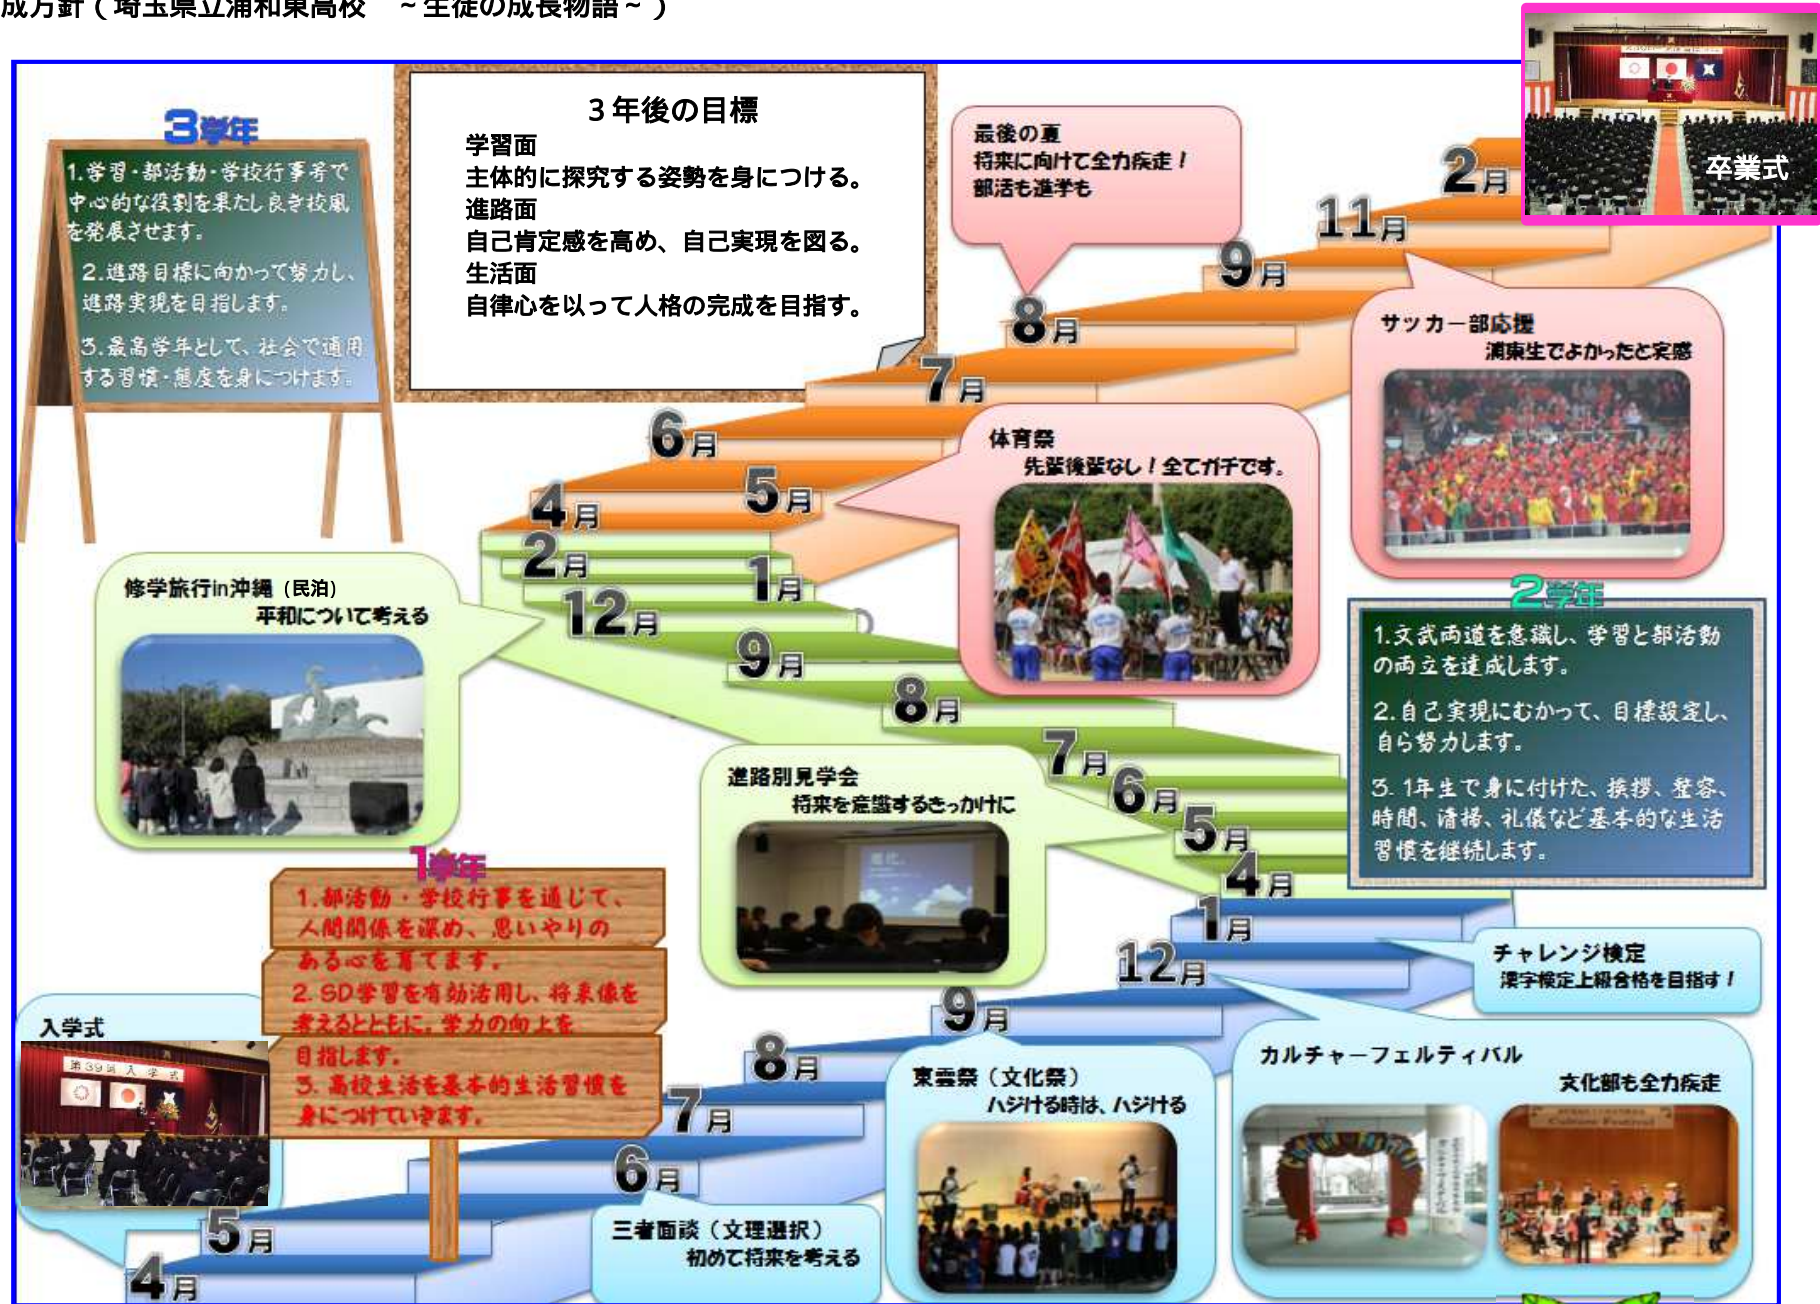 成方針（埼玉県立浦和東高校　～生徒の成長物語～）
3学年
1.学習・部活動・学校行事等で
中心的な役割を果たし良き校風
を発展させます。
2.進路目標に向かって努力し、
進路実現を目指します。
3.最高学年として、社会で通用
する習慣・態度を身につけます。
３年後の目標
学習面
主体的に探究する姿勢を身につける。
進路面
自己肯定感を高め、自己実現を図る。
生活面
自律心を以って人格の完成を目指す。
最後の夏
将来に向けて全力疾走！
部活も進学も
卒業式
2月
11月
9月
8月
7月
6月
5月
4月
サッカー部応援
浦東生でよかったと実感
体育祭
先輩後輩なし！全てガチです。
2月
1月
12月
9月
8月
7月
6月
5月
4月
修学旅行in沖縄（民泊）
平和について考える
2学年
1.文武両道を意識し、学習と部活動
の両立を達成します。
2.自己実現にむかって、目標設定し、
自ら努力します。
3.1年生で身に付けた、挨拶、整容、
時間、清掃、礼儀など基本的な生活
習慣を継続します。
進路別見学会
将来を意識するきっかけに
1学年
1.部活動・学校行事を通じて、
人間関係を深め、思いやりの
ある心を育てます。
2.SD学習を有効活用し、将来像を
考えるとともに、学力の向上を
目指します。
3.高校生活を基本的生活習慣を
身につけていきます。
1月
12月
9月
8月
7月
6月
5月
4月
チャレンジ検定
漢字検定上級合格を目指す！
カルチャーフェルティバル
文化部も全力疾走
Culture Festival
東雲祭（文化祭）
ハジける時は、ハジける
三者面談（文理選択）
初めて将来を考える
入学式
第39回入学式